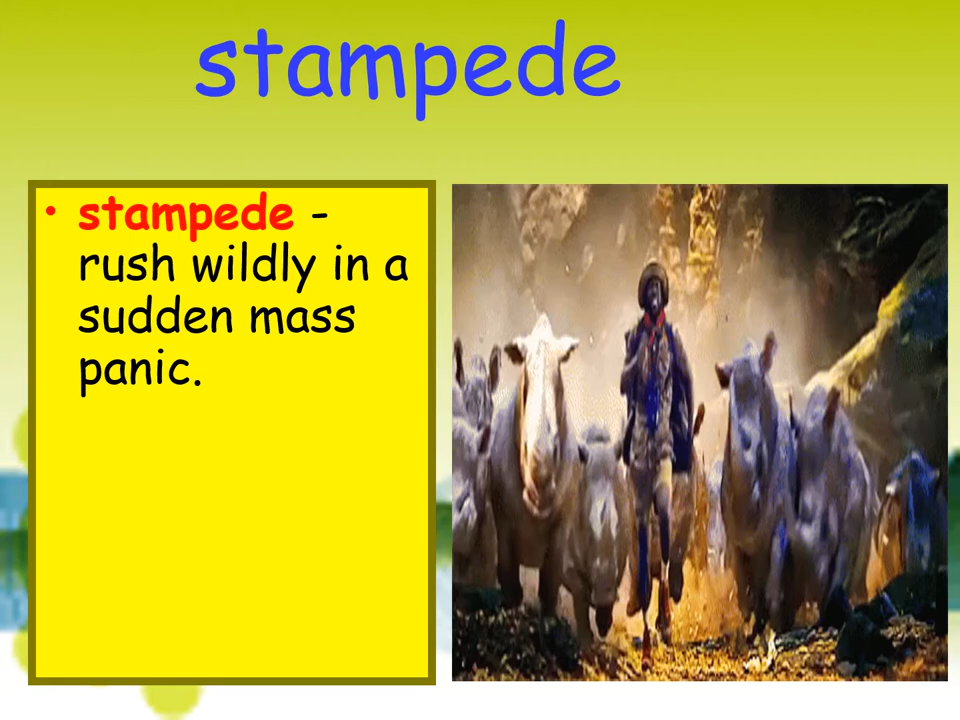 stampede
• stampede -
rush wildly in a
sudden mass
panic.